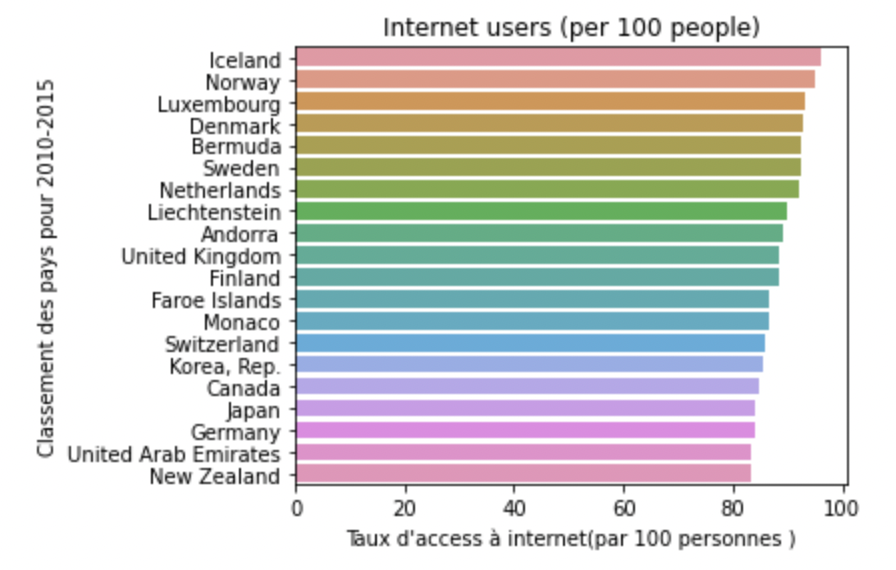 Internet users (per 100 people)
Classement des pays pour 2010-2015
Iceland
Norway
Luxembourg
Denmark
Bermuda
Sweden
Netherlands
Liechtenstein
Andorra
United Kingdom
Finland
Faroe Islands
Monaco
Switzerland
Korea, Rep.
Canada
Japan
Germany
United Arab Emirates
New Zealand
0 20 40 60 80 100
Taux d'access à internet(par 100 personnes )